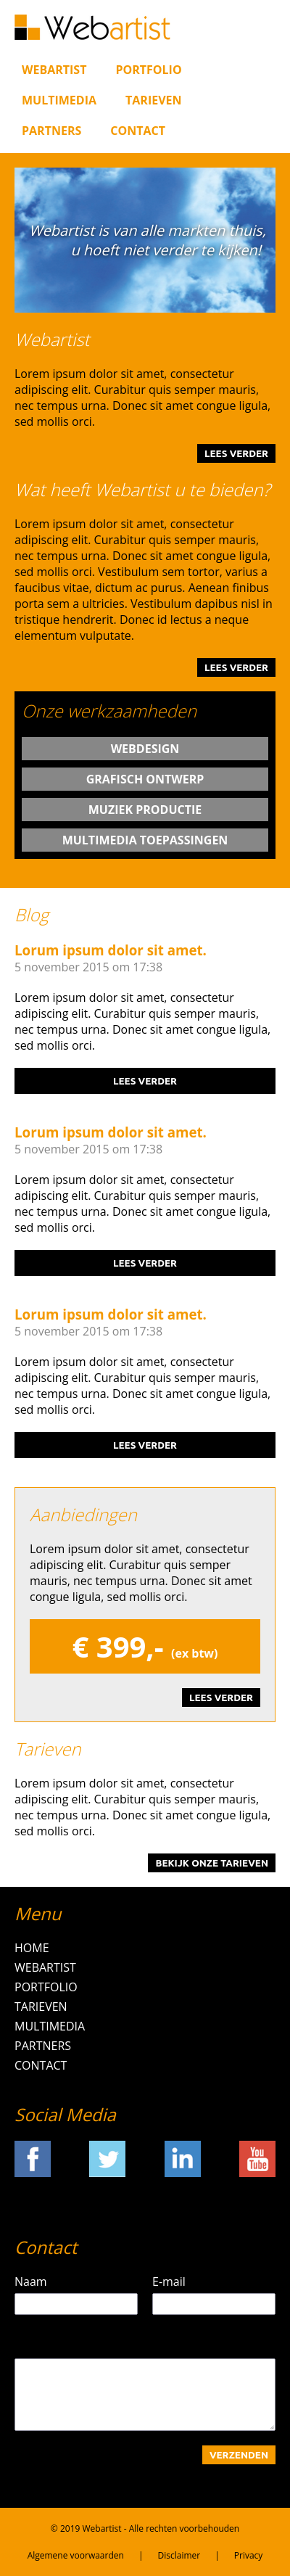 Webartist
WEBARTIST PORTFOLIO
MULTIMEDIA TARIEVEN
PARTNERS CONTACT
Webartist is van alle markten thuis,
u hoeft niet verder te kijken!
Webartist
Lorem ipsum dolor sit amet, consectetur
adipiscing elit. Curabitur quis semper mauris,
nec tempus urna. Donec sit amet congue ligula,
sed mollis orci.
LEES VERDER
Wat heeft Webartist u te bieden?
Lorem ipsum dolor sit amet, consectetur
adipiscing elit. Curabitur quis semper mauris,
nec tempus urna. Donec sit amet congue ligula,
sed mollis orci. Vestibulum sem tortor, varius a
faucibus vitae, dictum ac purus. Aenean finibus
porta sem a ultricies. Vestibulum dapibus nisl in
tristique hendrerit. Donec id lectus a neque
elementum vulputate.
LEES VERDER
Onze werkzaamheden
WEBDESIGN
GRAFISCH ONTWERP
MUZIEK PRODUCTIE
MULTIMEDIA TOEPASSINGEN
Blog
Lorum ipsum dolor sit amet.
5 november 2015 om 17:38
Lorem ipsum dolor sit amet, consectetur
adipiscing elit. Curabitur quis semper mauris,
nec tempus urna. Donec sit amet congue ligula,
sed mollis orci.
LEES VERDER
Lorum ipsum dolor sit amet.
5 november 2015 om 17:38
Lorem ipsum dolor sit amet, consectetur
adipiscing elit. Curabitur quis semper mauris,
nec tempus urna. Donec sit amet congue ligula,
sed mollis orci.
LEES VERDER
Lorum ipsum dolor sit amet.
5 november 2015 om 17:38
Lorem ipsum dolor sit amet, consectetur
adipiscing elit. Curabitur quis semper mauris,
nec tempus urna. Donec sit amet congue ligula,
sed mollis orci.
LEES VERDER
Aanbiedingen
Lorem ipsum dolor sit amet, consectetur
adipiscing elit. Curabitur quis semper
mauris, nec tempus urna. Donec sit amet
congue ligula, sed mollis orci.
€ 399,- (ex btw)
LEES VERDER
Tarieven
Lorem ipsum dolor sit amet, consectetur
adipiscing elit. Curabitur quis semper mauris,
nec tempus urna. Donec sit amet congue ligula,
sed mollis orci.
BEKIJK ONZE TARIEVEN
Menu
HOME
WEBARTIST
PORTFOLIO
TARIEVEN
MULTIMEDIA
PARTNERS
CONTACT
Social Media
f in You Tube
Contact
Naam E-mail
VERZENDEN
© 2019 Webartist - Alle rechten voorbehouden
Algemene voorwaarden | Disclaimer | Privacy